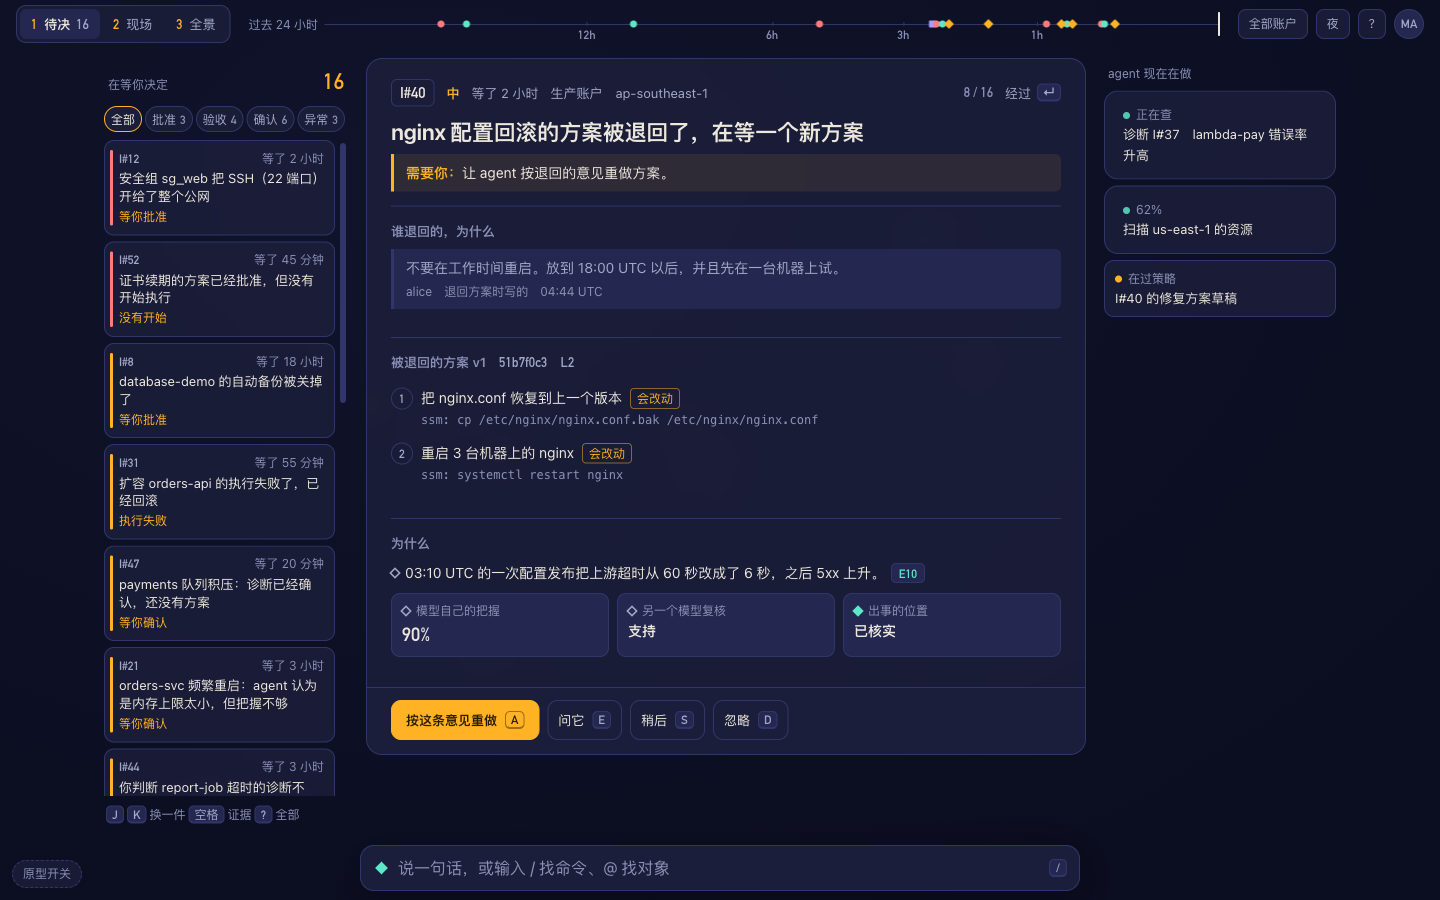 1 待决 16 2 现场 3 全景
过去 24 小时
12h 6h 3h 1h
全部账户 夜 ? MA
在等你决定 16
全部 批准 3 验收 4 确认 6 异常 3
I#12 等了 2 小时
安全组 sg_web 把 SSH（22 端口）
开给了整个公网
等你批准
I#52 等了 45 分钟
证书续期的方案已经批准，但没有
开始执行
没有开始
I#8 等了 18 小时
database-demo 的自动备份被关掉
了
等你批准
I#31 等了 55 分钟
扩容 orders-api 的执行失败了，已
经回滚
执行失败
I#47 等了 20 分钟
payments 队列积压：诊断已经确
认，还没有方案
等你确认
I#21 等了 3 小时
orders-svc 频繁重启：agent 认为
是内存上限太小，但把握不够
等你确认
I#44 等了 3 小时
你判断 report-job 超时的诊断不
J K 换一件 空格 证据 ? 全部
原型开关
I#40 中 等了 2 小时 生产账户 ap-southeast-1 8 / 16 经过 ↵
nginx 配置回滚的方案被退回了，在等一个新方案
需要你：让 agent 按退回的意见重做方案。
谁退回的，为什么
不要在工作时间重启。放到 18:00 UTC 以后，并且先在一台机器上试。
alice 退回方案时写的 04:44 UTC
被退回的方案 v1 51b7f0c3 L2
1 把 nginx.conf 恢复到上一个版本 会改动
ssm: cp /etc/nginx/nginx.conf.bak /etc/nginx/nginx.conf
2 重启 3 台机器上的 nginx 会改动
ssm: systemctl restart nginx
为什么
03:10 UTC 的一次配置发布把上游超时从 60 秒改成了 6 秒，之后 5xx 上升。 E10
模型自己的把握
90%
另一个模型复核
支持
出事的位置
已核实
按这条意见重做 A 问它 E 稍后 S 忽略 D
说一句话，或输入 / 找命令、@ 找对象 /
agent 现在在做
正在查
诊断 I#37 lambda-pay 错误率
升高
62%
扫描 us-east-1 的资源
在过策略
I#40 的修复方案草稿